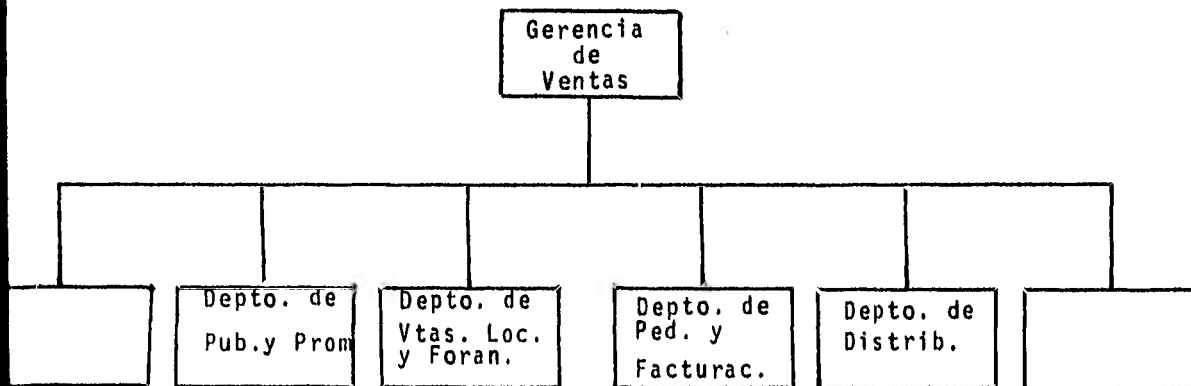 Gerencia
de
Ventas
Depto. de
Pub.y Prom
Depto. de
Vtas. Loc.
y Foran.
Depto. de
Ped. y
Facturac.
Depto. de
Distrib.